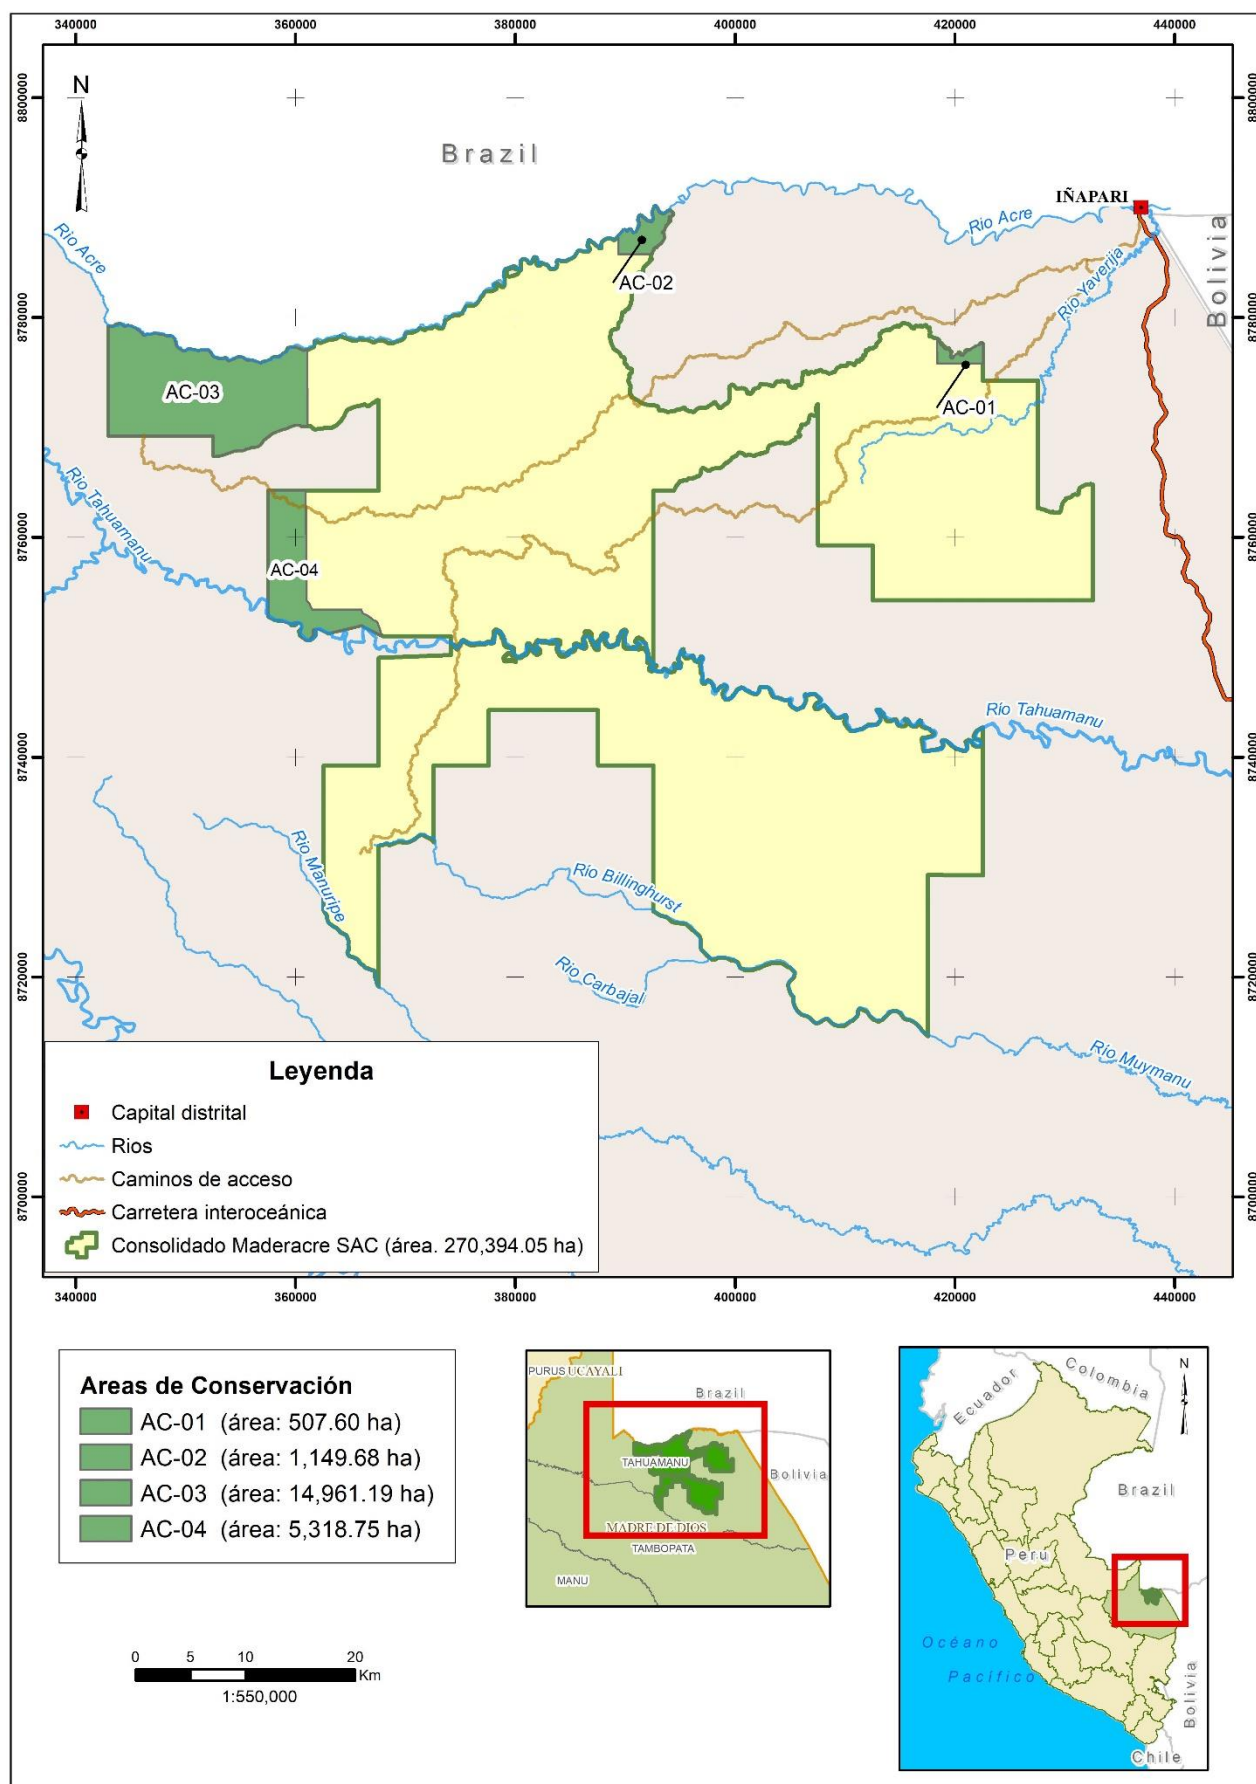 340000
360000
380000
400000
420000
440000
8800000
8800000
N
Brazil
IÑAPARI
Rio Acre
Rio Acre
Bolivia
Rio Yaverija
AC-02
8780000
8780000
AC-03
AC-01
Rio Tahuamanu
8760000
8760000
AC-04
Rio Tahuamanu
8740000
8740000
Rio Manuripe
Rio Billinghurst
Rio Carbajal
8720000
8720000
Rio Muymanu
Leyenda
Capital distrital
Rios
Caminos de acceso
Carretera interoceánica
Consolidado Maderacre SAC (área. 270,394.05 ha)
8700000
8700000
340000
360000
380000
400000
420000
440000
Areas de Conservación
AC-01 (área: 507.60 ha)
AC-02 (área: 1,149.68 ha)
AC-03 (área: 14,961.19 ha)
AC-04 (área: 5,318.75 ha)
0 5 10 20
Km
1:550,000
PURUS
UCAYALI
Brazil
TAHUAMANU
Bolivia
MADRE DE DIOS
TAMBOPATA
MANU
N
Colombia
Ecuador
Brazil
Peru
Océano
Pacífico
Bolivia
Chile